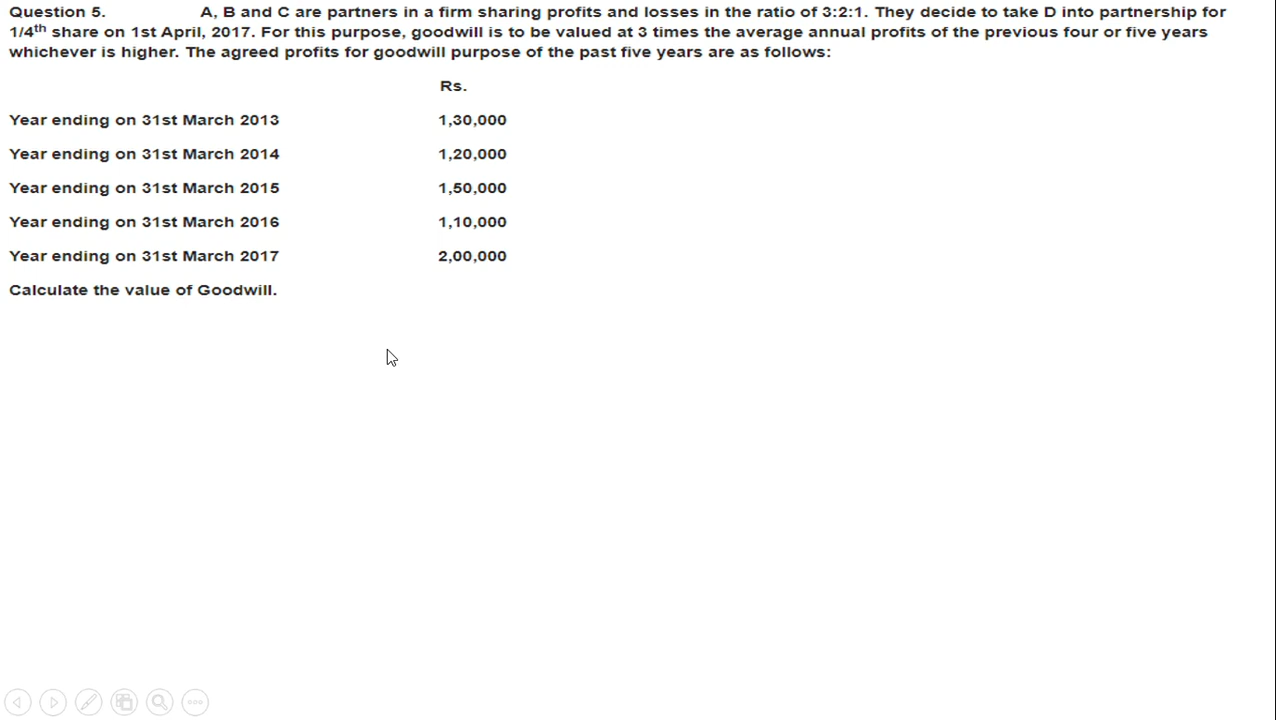 Question 5. A, B and C are partners in a firm sharing profits and losses in the ratio of 3:2:1. They decide to take D into partnership for
1/4th share on 1st April, 2017. For this purpose, goodwill is to be valued at 3 times the average annual profits of the previous four or five years
whichever is higher. The agreed profits for goodwill purpose of the past five years are as follows:
Rs.
Year ending on 31st March 2013 1,30,000
Year ending on 31st March 2014 1,20,000
Year ending on 31st March 2015 1,50,000
Year ending on 31st March 2016 1,10,000
Year ending on 31st March 2017 2,00,000
Calculate the value of Goodwill.